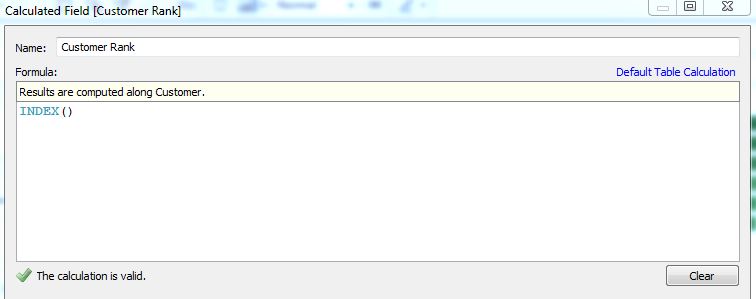 Calculated Field [Customer Rank]
Name: Customer Rank
Formula: Default Table Calculation
Results are computed along Customer.
INDEX()
The calculation is valid. Clear